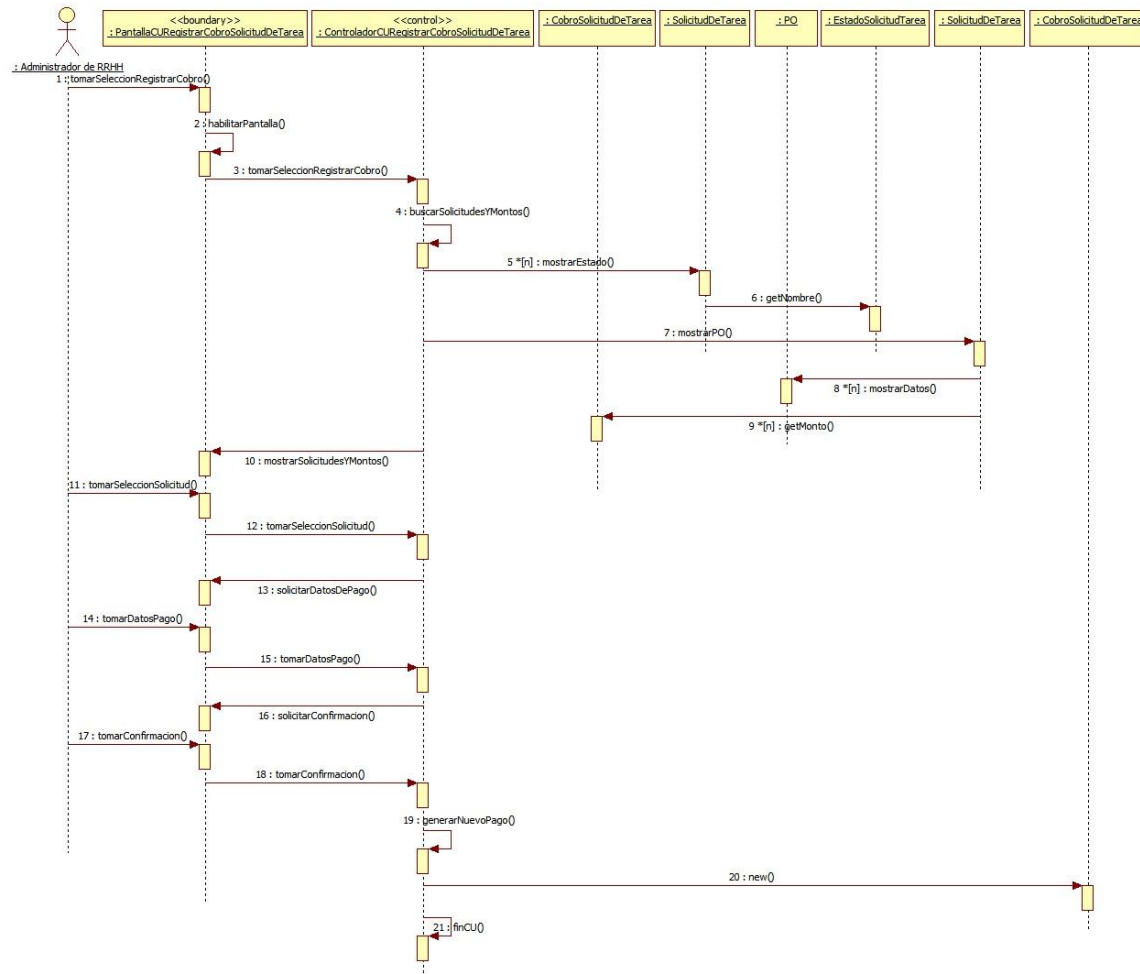 <<boundary>>
: PantallaCURegistrarCobroSolicitudDeTarea
<<control>>
: ControladorCURegistrarCobroSolicitudDeTarea
: CobroSolicitudDeTarea
: SolicitudDeTarea
: PO
: EstadoSolicitudTarea
: SolicitudDeTarea
: CobroSolicitudDeTarea
: Administrador de RRHH
1 : tomarSeleccionRegistrarCobro()
2 : habilitarPantalla()
3 : tomarSeleccionRegistrarCobro()
4 : buscarSolicitudesYMontos()
5 *[n] : mostrarEstado()
6 : getNombre()
7 : mostrarPO()
8 *[n] : mostrarDatos()
9 *[n] : getMonto()
10 : mostrarSolicitudesYMontos()
11 : tomarSeleccionSolicitud()
12 : tomarSeleccionSolicitud()
13 : solicitarDatosDePago()
14 : tomarDatosPago()
15 : tomarDatosPago()
16 : solicitarConfirmacion()
17 : tomarConfirmacion()
18 : tomarConfirmacion()
19 : generarNuevoPago()
20 : new()
21 : finCU()